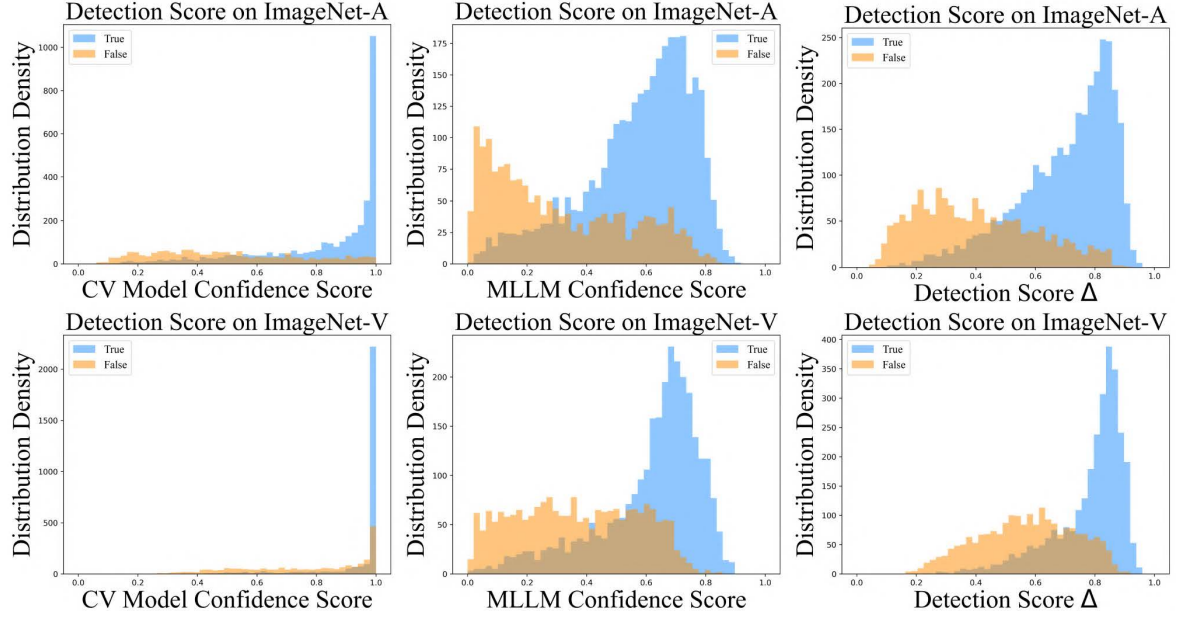 Detection Score on ImageNet-A
True
False
Distribution Density
1000
800
600
400
200
0
0.0 0.2 0.4 0.6 0.8 1.0
CV Model Confidence Score
Detection Score on ImageNet-A
True
False
Distribution Density
175
150
125
100
75
50
25
0
0.0 0.2 0.4 0.6 0.8 1.0
MLLM Confidence Score
Detection Score on ImageNet-A
True
False
Distribution Density
250
200
150
100
50
0
0.0 0.2 0.4 0.6 0.8 1.0
Detection Score Δ
Detection Score on ImageNet-V
True
False
Distribution Density
2000
1500
1000
500
0
0.0 0.2 0.4 0.6 0.8 1.0
CV Model Confidence Score
Detection Score on ImageNet-V
True
False
Distribution Density
200
150
100
50
0
0.0 0.2 0.4 0.6 0.8 1.0
MLLM Confidence Score
Detection Score on ImageNet-V
True
False
Distribution Density
400
350
300
250
200
150
100
50
0
0.0 0.2 0.4 0.6 0.8 1.0
Detection Score Δ